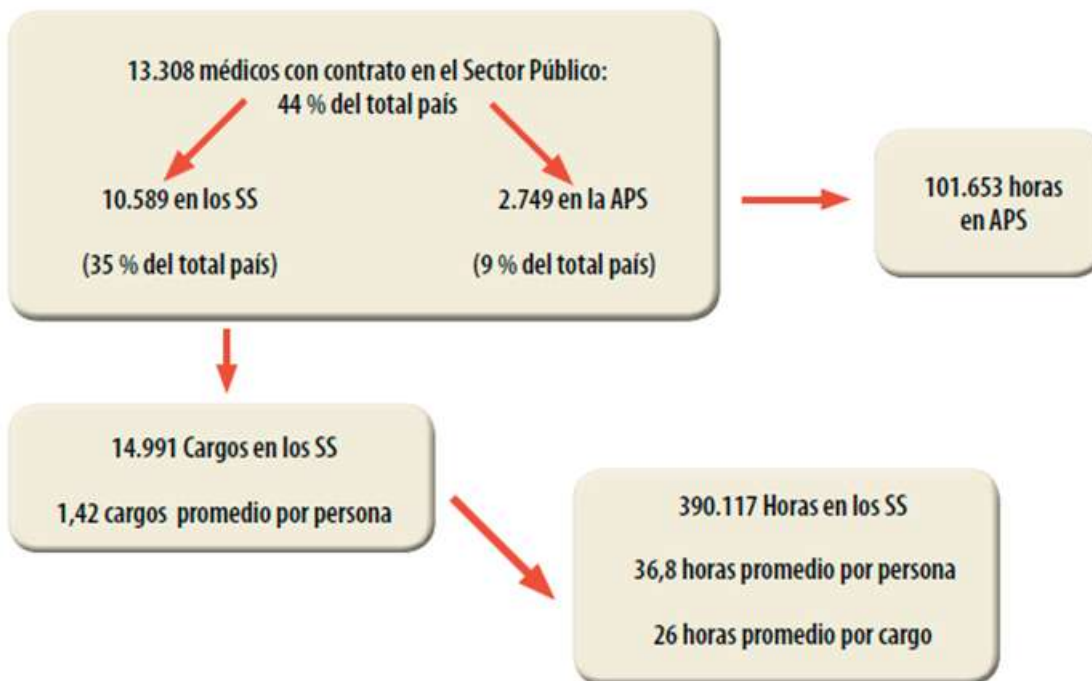 13.308 médicos con contrato en el Sector Público:
44 % del total país
10.589 en los SS
2.749 en la APS
(35 % del total país)
(9 % del total país)
101.653 horas
en APS
14.991 Cargos en los SS
1,42 cargos promedio por persona
390.117 Horas en los SS
36,8 horas promedio por persona
26 horas promedio por cargo